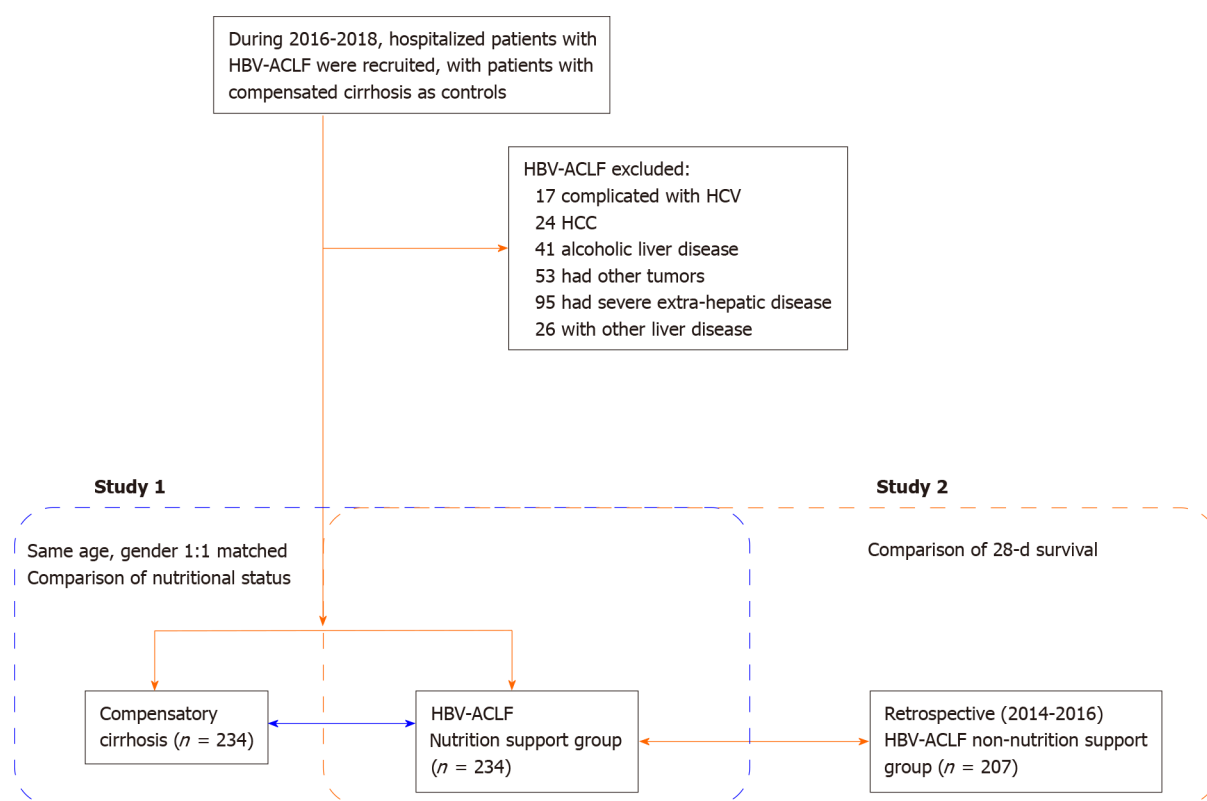 During 2016-2018, hospitalized patients with
HBV-ACLF were recruited, with patients with
compensated cirrhosis as controls
HBV-ACLF excluded:
17 complicated with HCV
24 HCC
41 alcoholic liver disease
53 had other tumors
95 had severe extra-hepatic disease
26 with other liver disease
Study 1
Study 2
Same age, gender 1:1 matched
Comparison of nutritional status
Comparison of 28-d survival
Compensatory
cirrhosis (n = 234)
HBV-ACLF
Nutrition support group
(n = 234)
Retrospective (2014-2016)
HBV-ACLF non-nutrition support
group (n = 207)